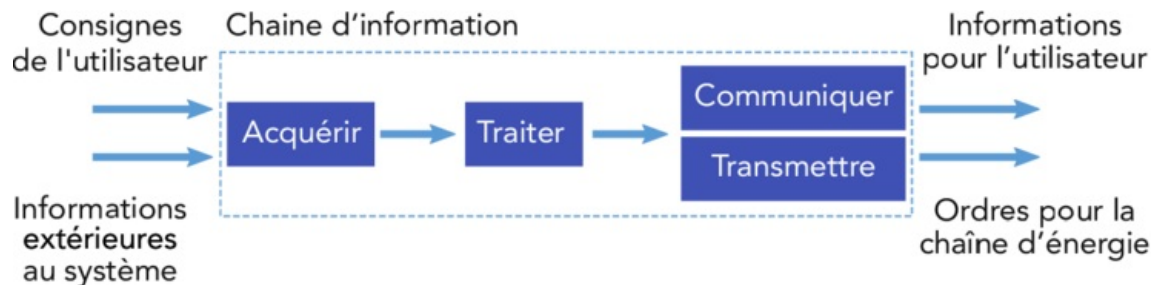 Consignes
de l'utilisateur
Chaine d’information
Informations
pour l’utilisateur
Acquérir
Traiter
Communiquer
Transmettre
Informations
extérieures
au système
Ordres pour la
chaîne d’énergie